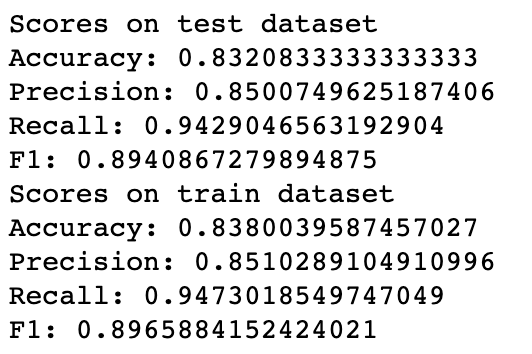 Scores on test dataset
Accuracy: 0.8320833333333333
Precision: 0.8500749625187406
Recall: 0.9429046563192904
F1: 0.8940867279894875
Scores on train dataset
Accuracy: 0.8380039587457027
Precision: 0.8510289104910996
Recall: 0.9473018549747049
F1: 0.8965884152424021